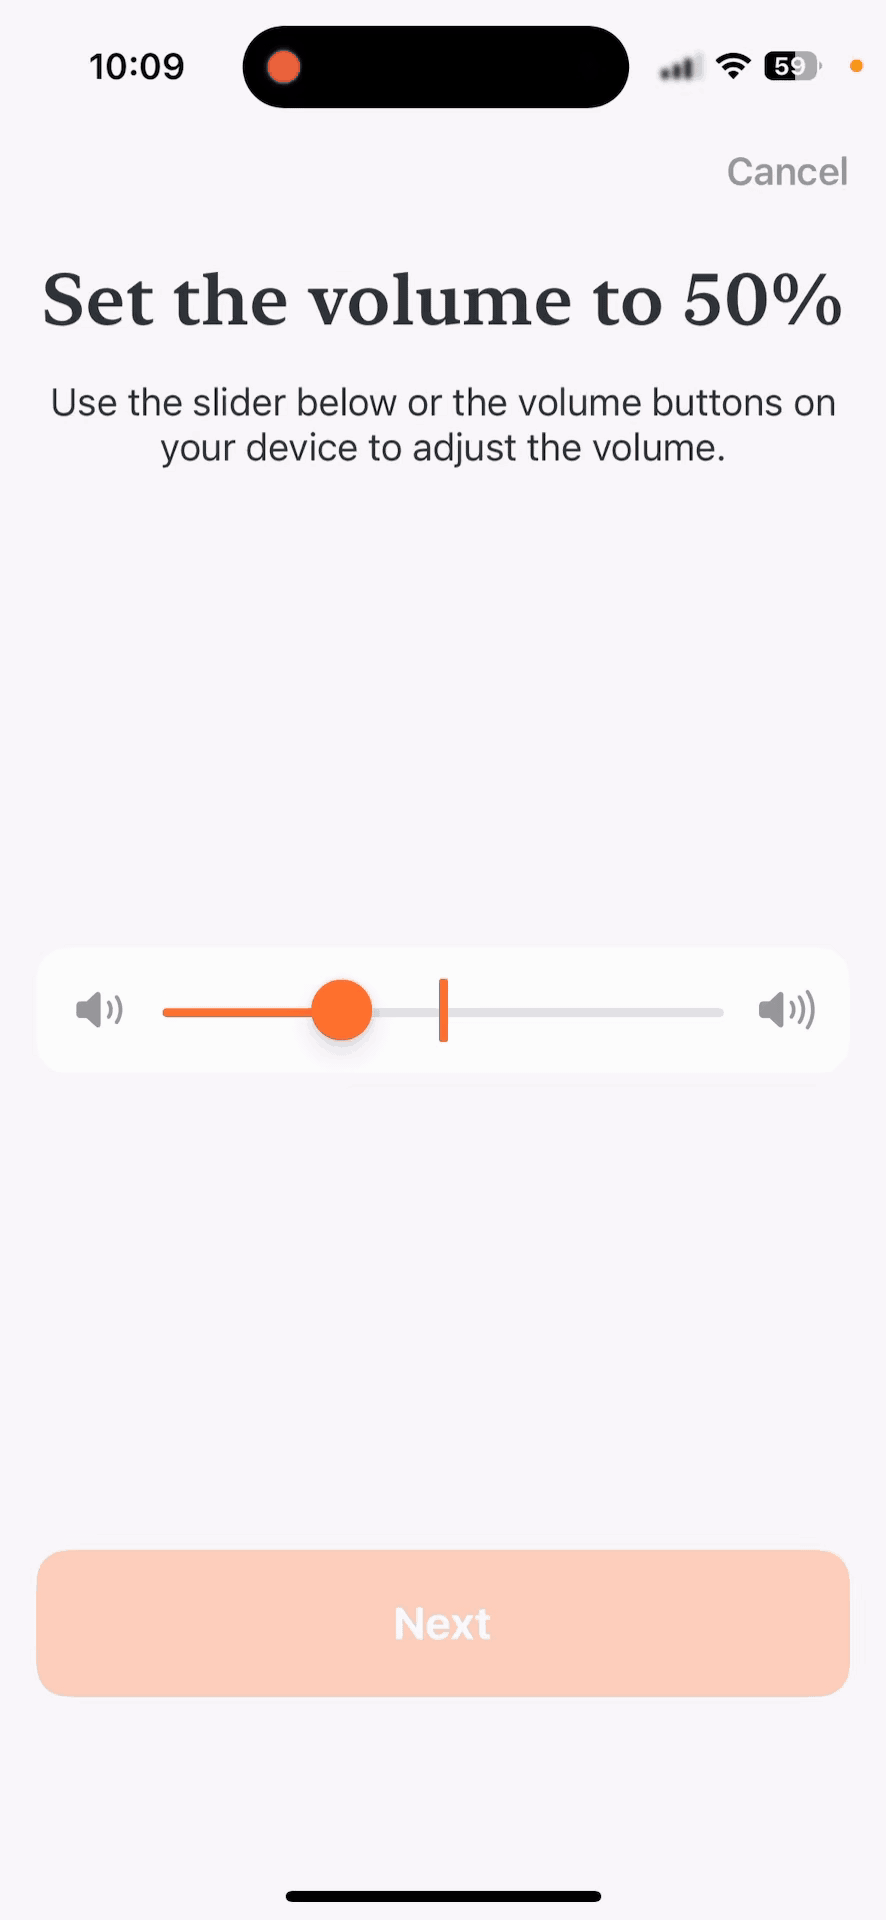 10:09
59
Cancel
Set the volume to 50%
Use the slider below or the volume buttons on
your device to adjust the volume.
Next